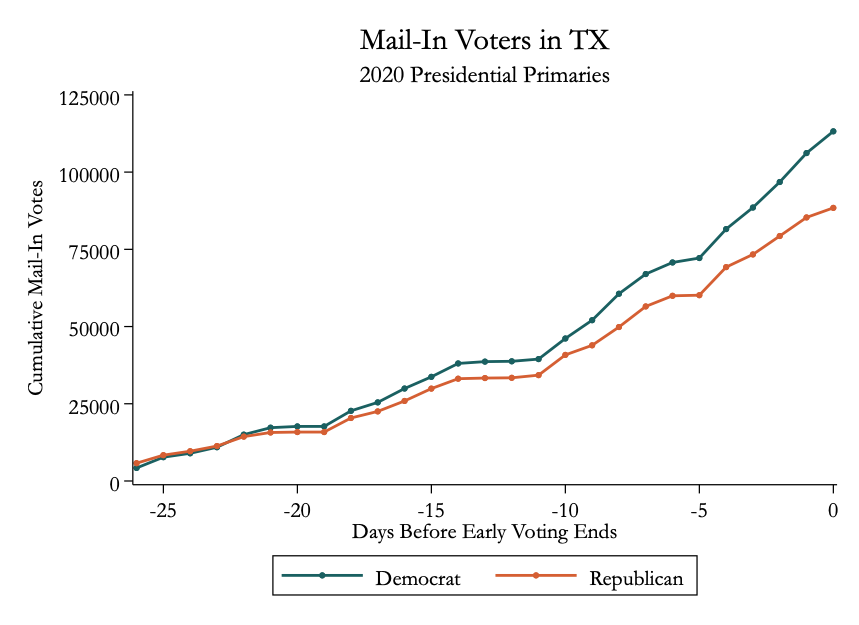 Mail-In Voters in TX
2020 Presidential Primaries
Cumulative Mail-In Votes
125000
100000
75000
50000
25000
0
-25 -20 -15 -10 -5 0
Days Before Early Voting Ends
Democrat Republican